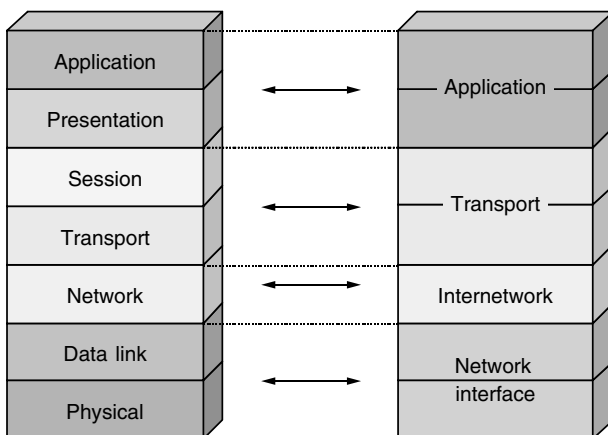 Application
Presentation
Session
Transport
Network
Data link
Physical
Application
Transport
Internetwork
Network
interface